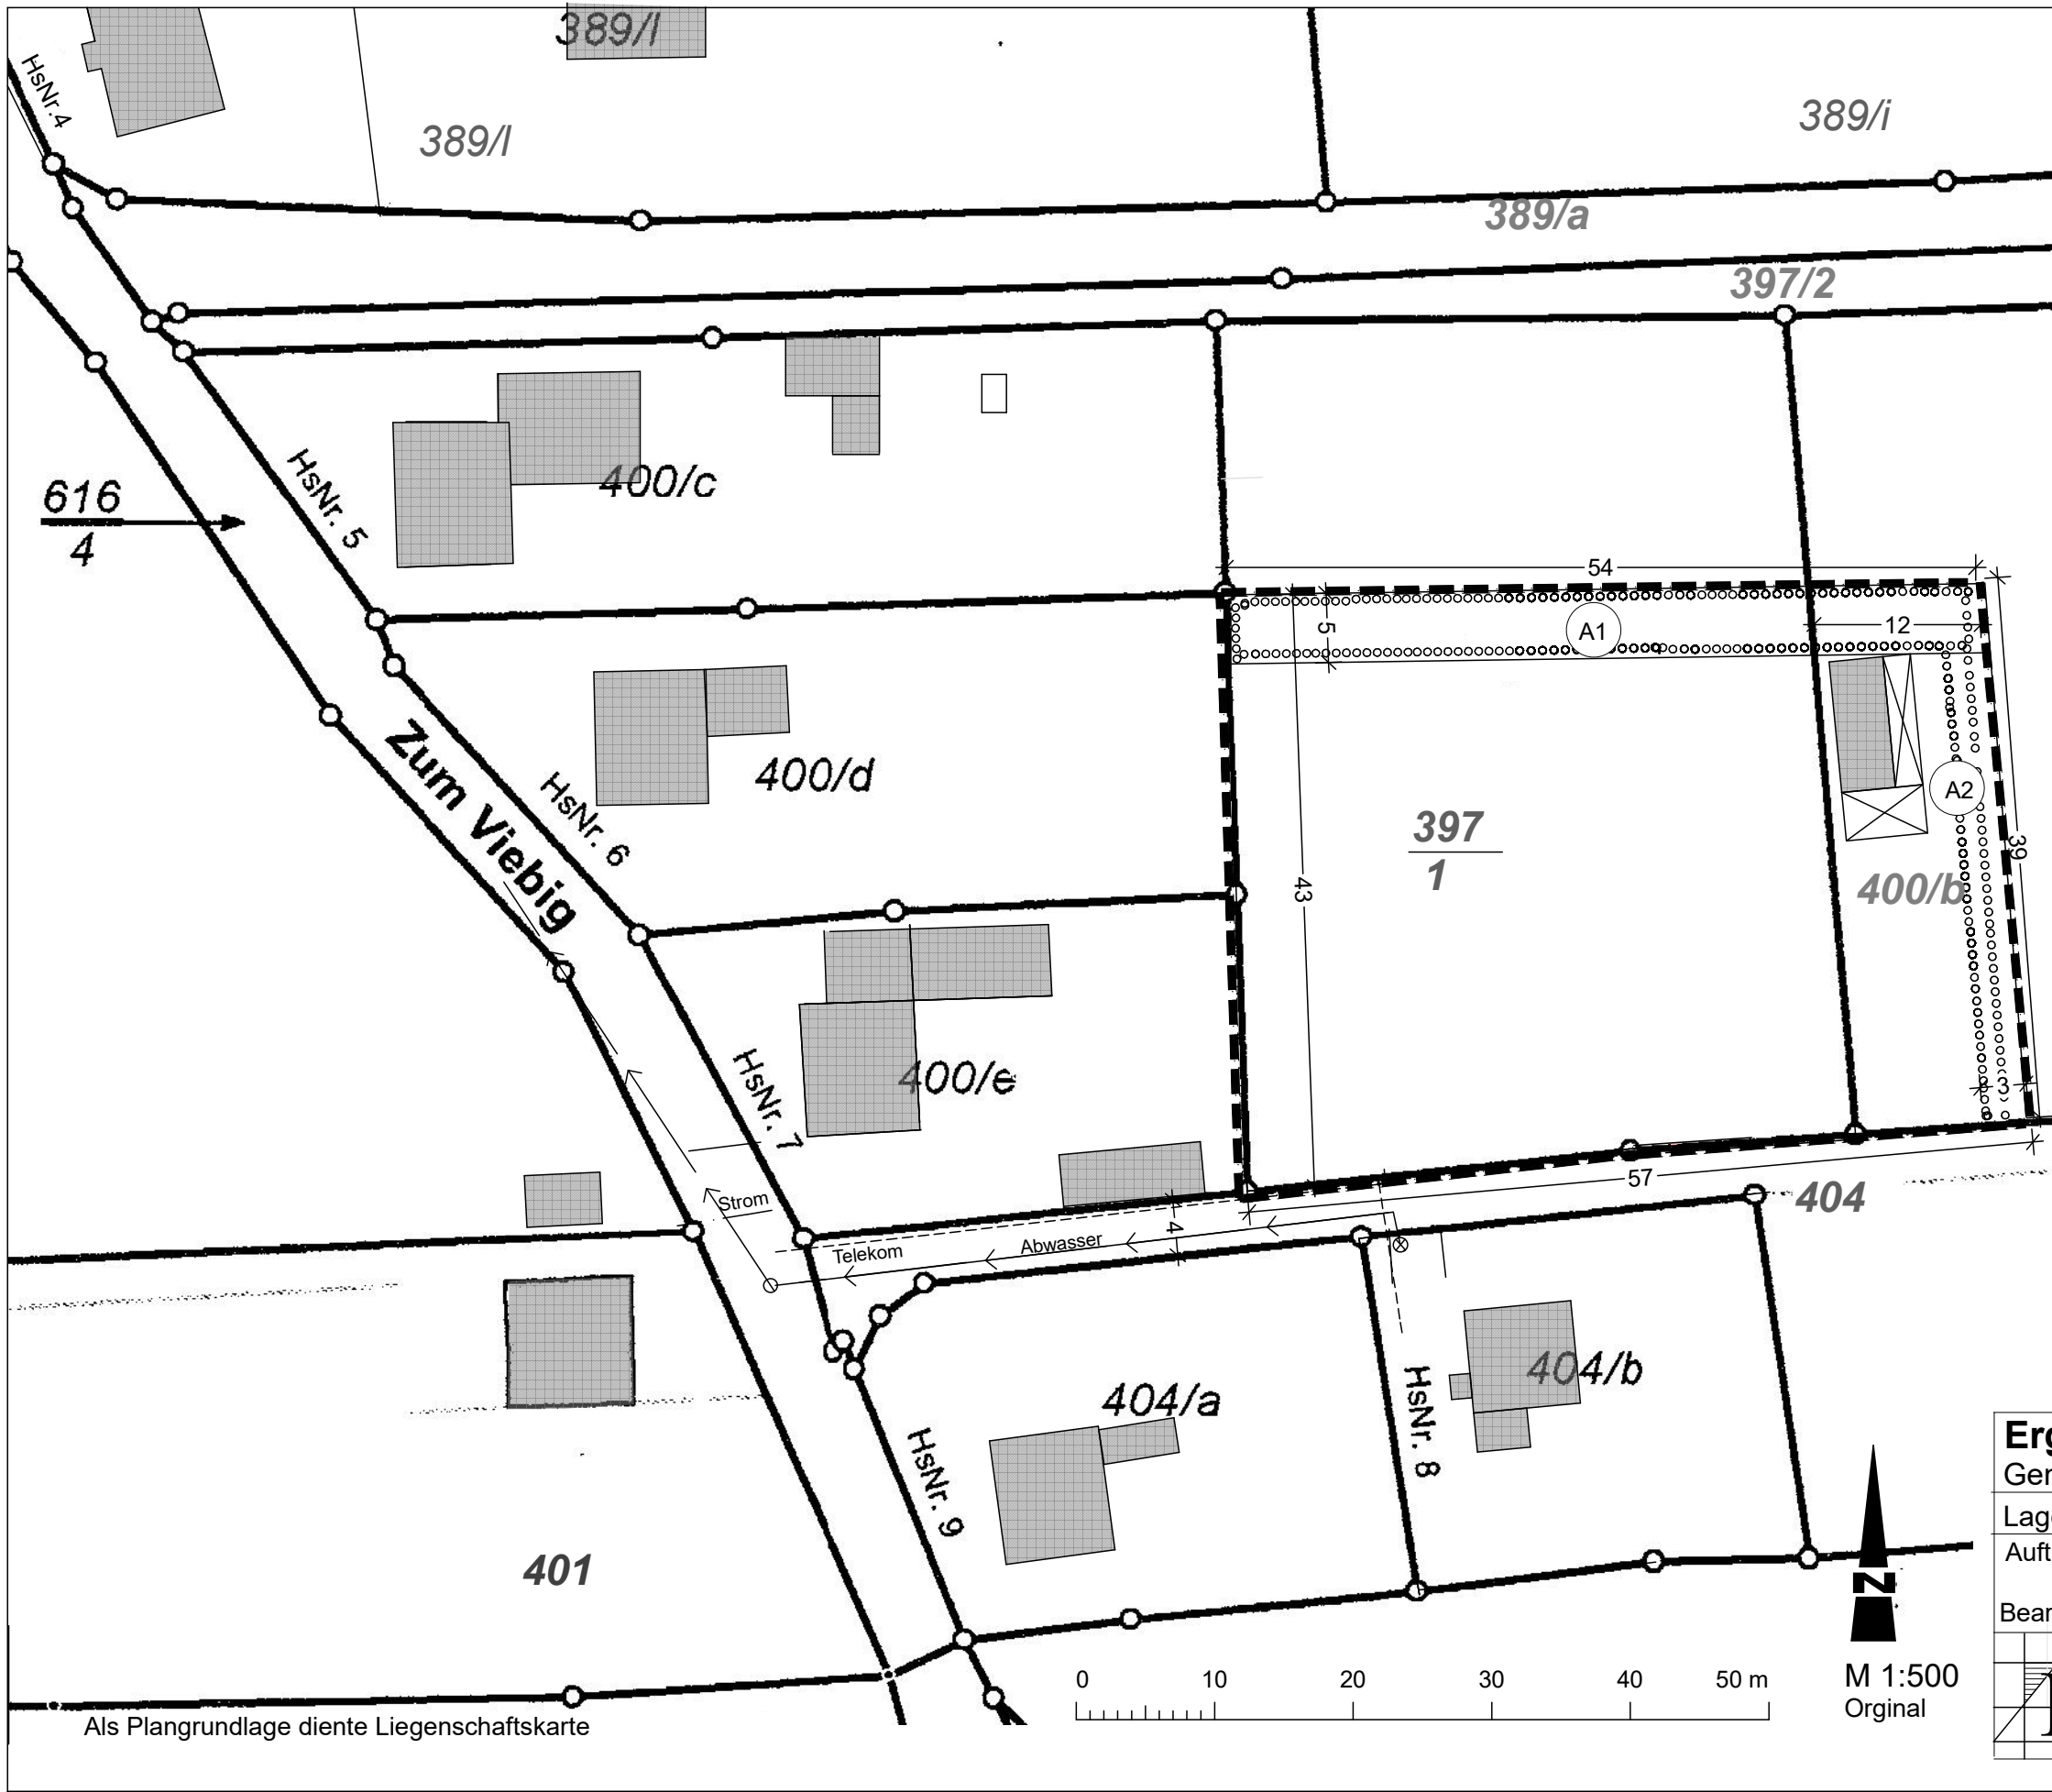 389/l
HsNr.4
389/l
389/i
389/a
397/2
616
4
HsNr. 5
400/c
54
5
A1
12
Zum Viebig
HsNr. 6
400/d
397
1
43
A2
39
400/b
HsNr. 7
400/e
3
57
404
Strom
Telekom
Abwasser
4
404/a
404/b
HsNr. 8
HsNr. 9
401
N
0 10 20 30 40 50 m
M 1:500
Orginal
Als Plangrundlage diente Liegenschaftskarte